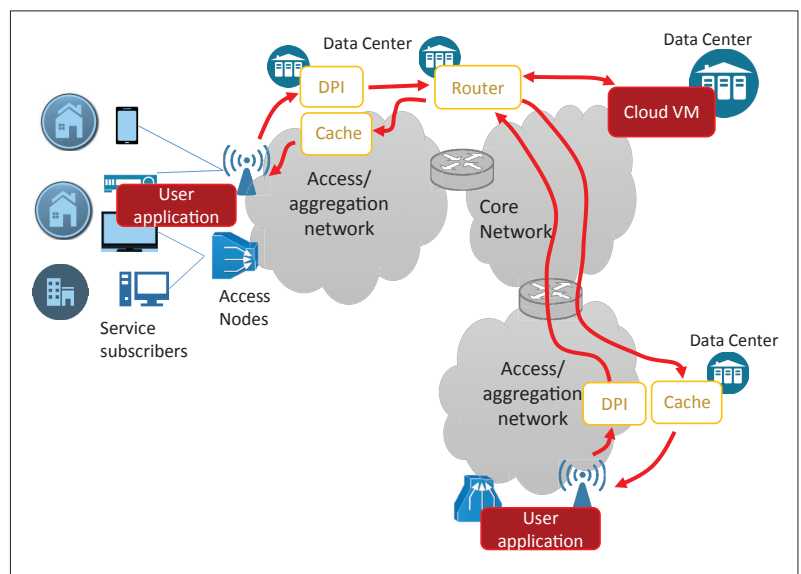 Data Center
Data Center
DPI
Router
Cloud VM
Cache
User
application
Access/
aggregation
network
Core
Network
Access
Nodes
Service
subscribers
Data Center
Access/
aggregation
network
DPI
Cache
User
application